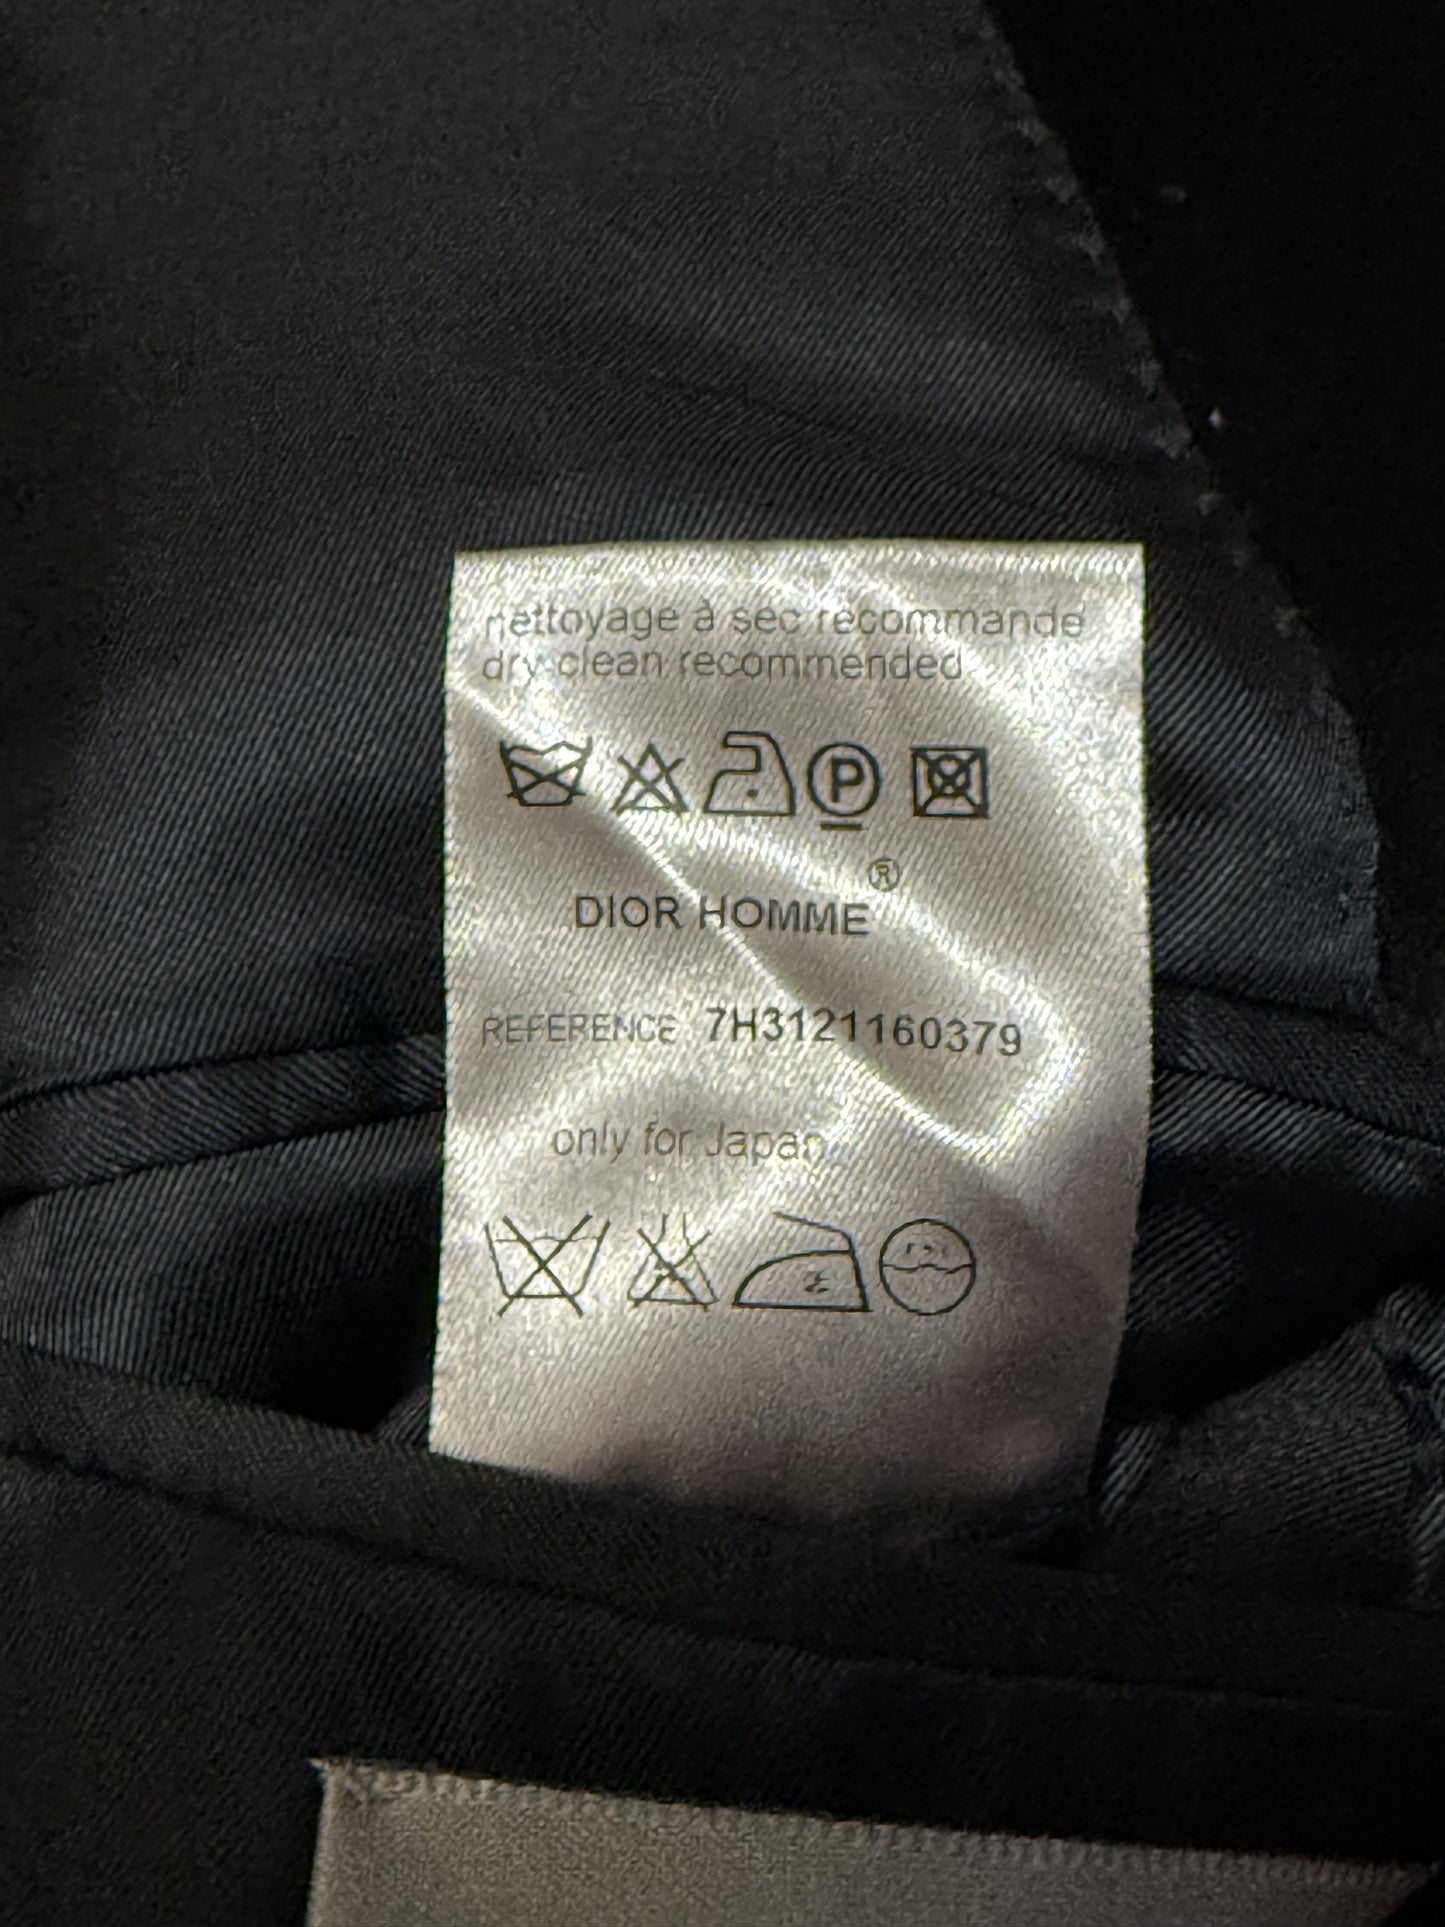 nettoyage à sec recommande
dry clean recommended
P
DIOR HOMME®
REFERENCE 7H3121160379
only for Japan